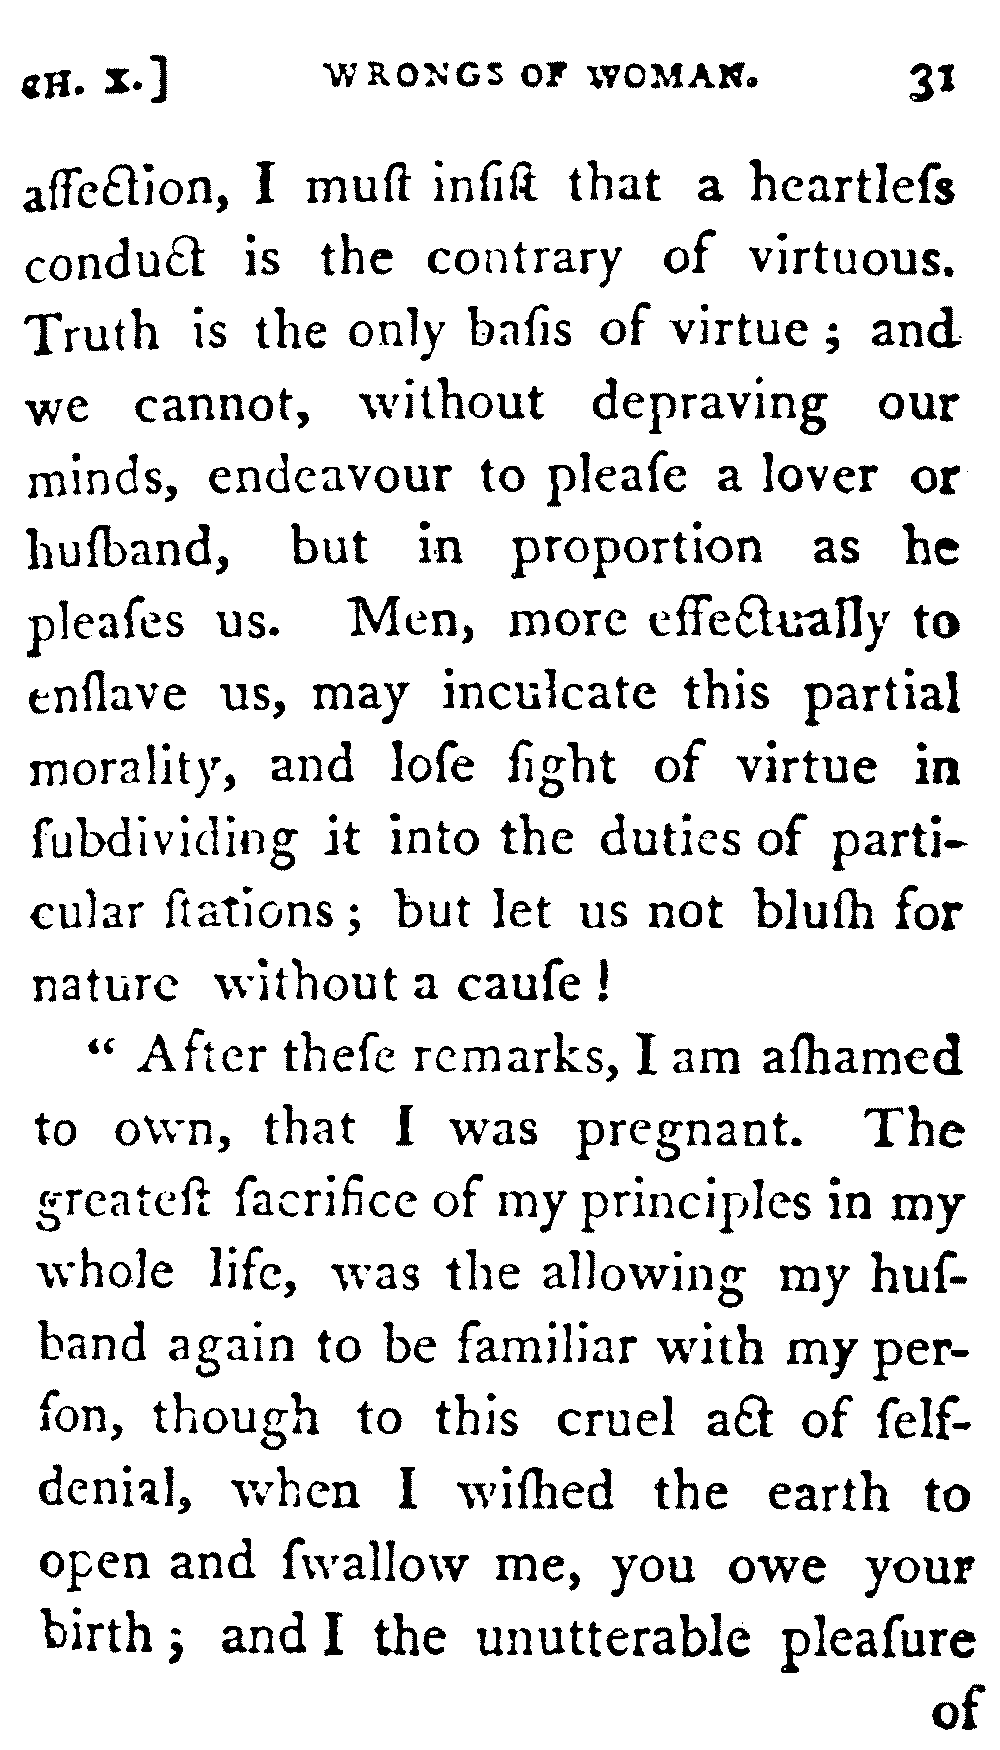 CH. X.] WRONGS OF WOMAN. 31
affection, I muſt inſiſt that a heartleſs
conduct is the contrary of virtuous.
Truth is the only baſis of virtue ; and
we cannot, without depraving our
minds, endeavour to pleaſe a lover or
huſband, but in proportion as he
pleaſes us. Men, more effectually to
enſlave us, may inculcate this partial
morality, and loſe ſight of virtue in
ſubdividing it into the duties of parti-
cular ſtations ; but let us not bluſh for
nature without a cauſe !
“ After theſe remarks, I am aſhamed
to own, that I was pregnant. The
greateſt ſacrifice of my principles in my
whole life, was the allowing my huſ-
band again to be familiar with my per-
ſon, though to this cruel act of ſelf-
denial, when I wiſhed the earth to
open and ſwallow me, you owe your
birth ; and I the unutterable pleaſure
of